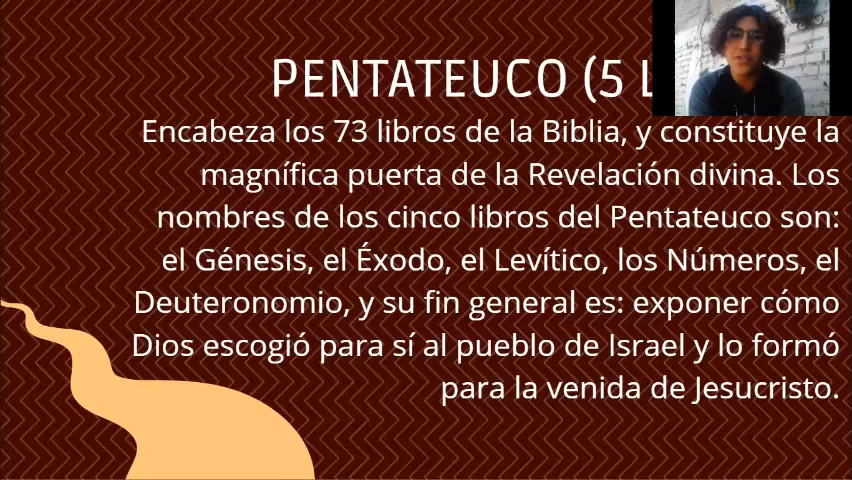 PENTATEUCO (5 L
Encabeza los 73 libros de la Biblia, y constituye la
magnífica puerta de la Revelación divina. Los
nombres de los cinco libros del Pentateuco son:
el Génesis, el Éxodo, el Levítico, los Números, el
Deuteronomio, y su fin general es: exponer cómo
Dios escogió para sí al pueblo de Israel y lo formó
para la venida de Jesucristo.